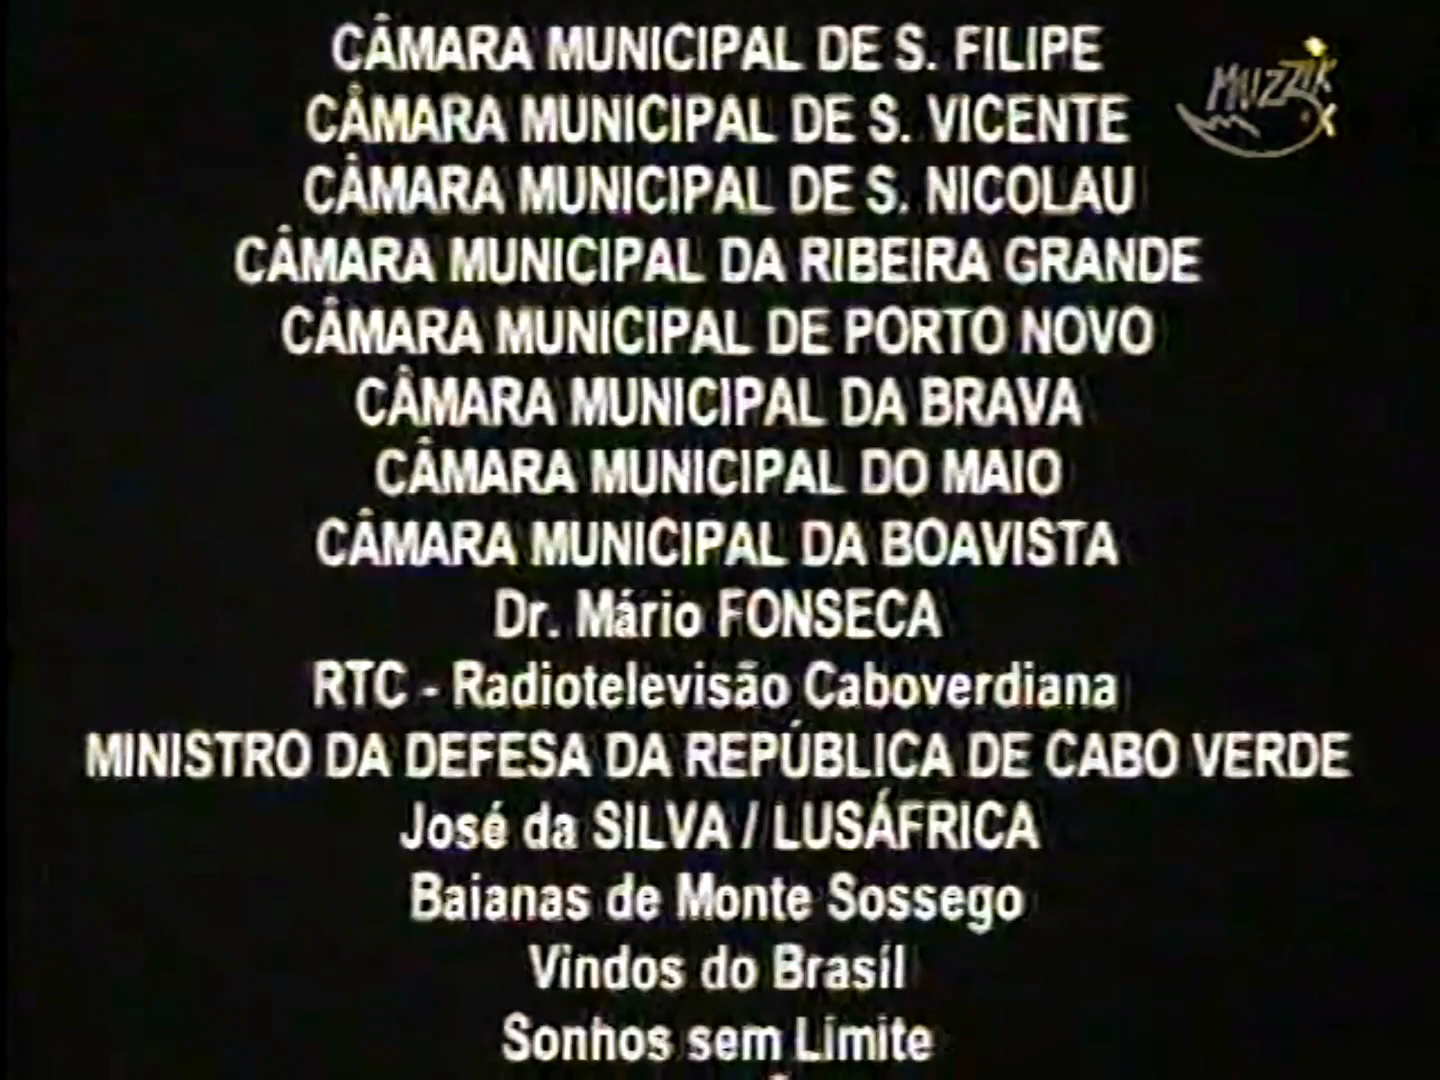 CÂMARA MUNICIPAL DE S. FILIPE
MUZZIK
CÂMARA MUNICIPAL DE S. VICENTE
CÂMARA MUNICIPAL DE S. NICOLAU
CÂMARA MUNICIPAL DA RIBEIRA GRANDE
CÂMARA MUNICIPAL DE PORTO NOVO
CÂMARA MUNICIPAL DA BRAVA
CÂMARA MUNICIPAL DO MAIO
CÂMARA MUNICIPAL DA BOAVISTA
Dr. Mário FONSECA
RTC - Radiotelevisão Caboverdiana
MINISTRO DA DEFESA DA REPÚBLICA DE CABO VERDE
José da SILVA / LUSÁFRICA
Baianas de Monte Sossego
Vindos do Brasíl
Sonhos sem Limite